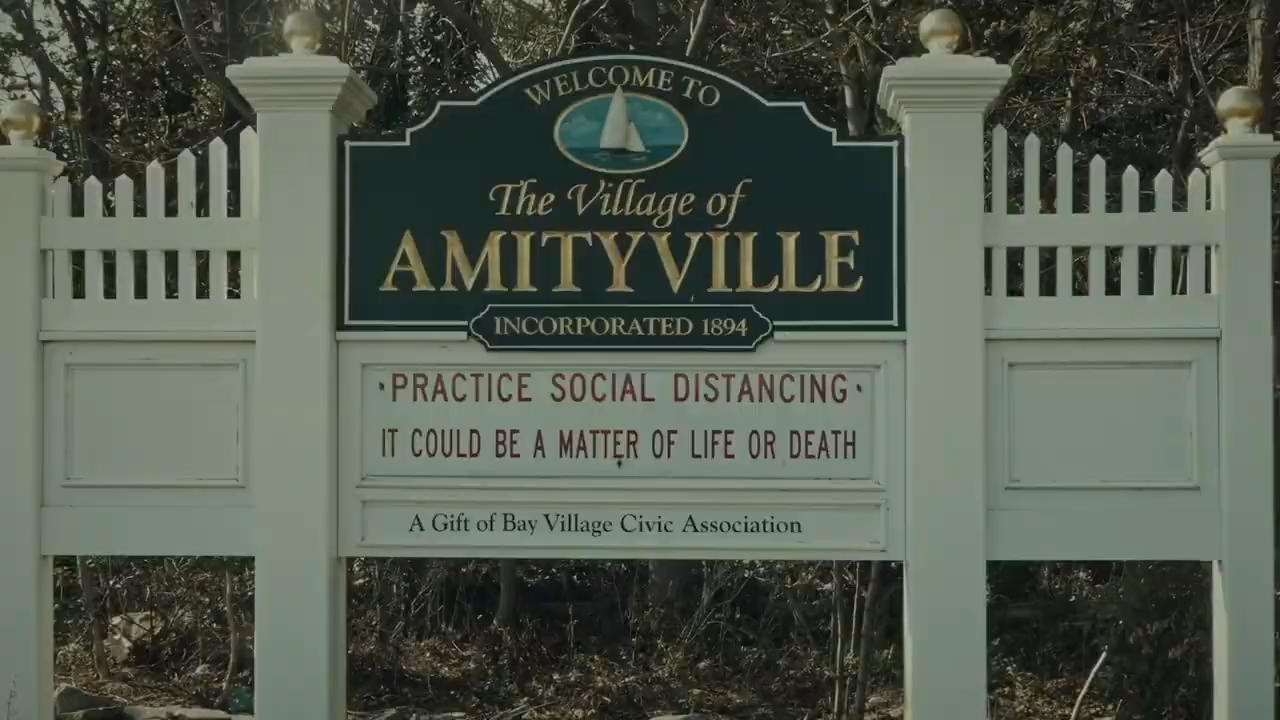 WELCOME TO
The Village of
AMITYVILLE
INCORPORATED 1894
·PRACTICE SOCIAL DISTANCING·
IT COULD BE A MATTER OF LIFE OR DEATH
A Gift of Bay Village Civic Association